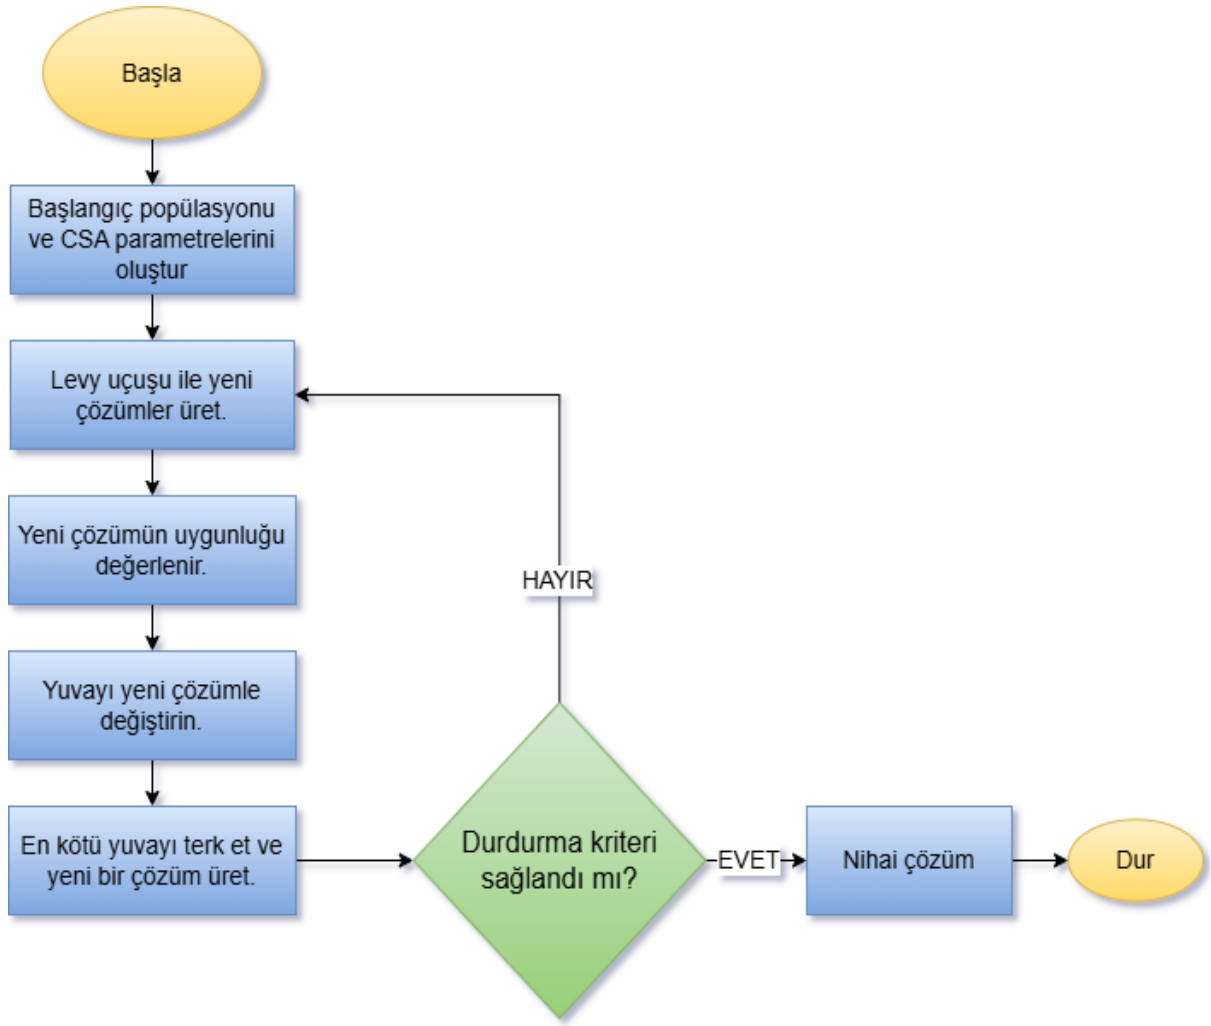 Başla
Başlangıç popülasyonu
ve CSA parametrelerini
oluştur
Levy uçuşu ile yeni
çözümler üret.
Yeni çözümün uygunluğu
değerlenir.
Yuvayı yeni çözümle
değiştirin.
En kötü yuvayı terk et ve
yeni bir çözüm üret.
HAYIR
Durdurma kriteri
sağlandı mı?
EVET
Nihai çözüm
Dur